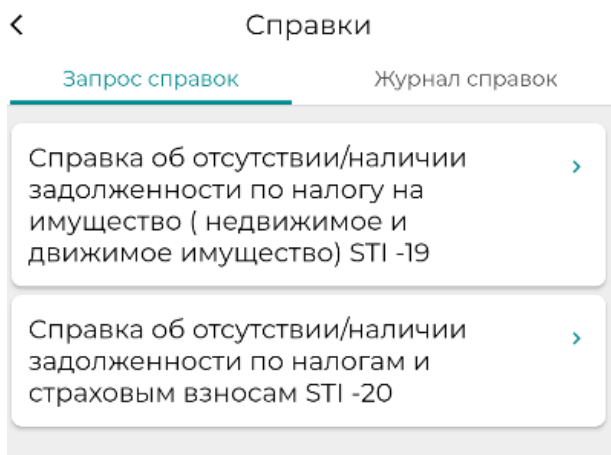 Справки
Запрос справок
Журнал справок
Справка об отсутствии/наличии
задолженности по налогу на
имущество ( недвижимое и
движимое имущество) STI -19
Справка об отсутствии/наличии
задолженности по налогам и
страховым взносам STI -20